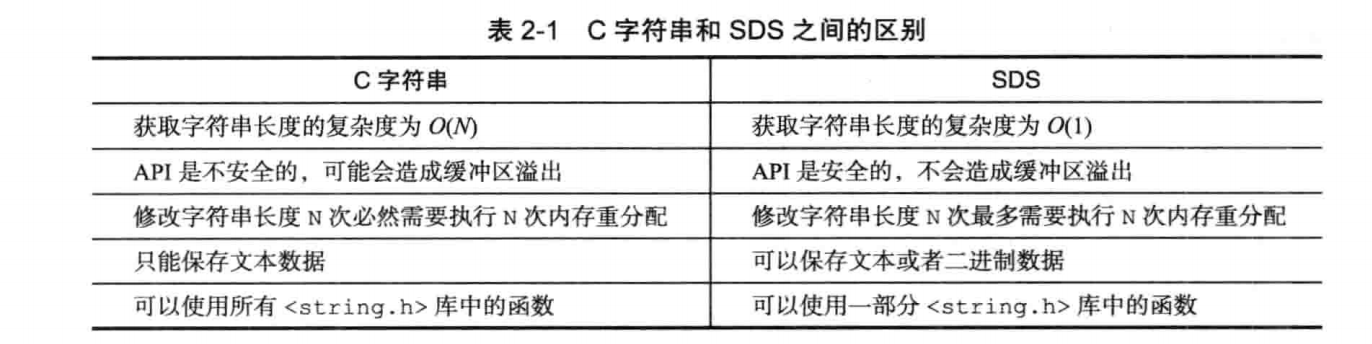 表 2-1 C 字符串和 SDS 之间的区别
C 字符串 SDS
获取字符串长度的复杂度为 O(N) 获取字符串长度的复杂度为 O(1)
API 是不安全的，可能会造成缓冲区溢出 API 是安全的，不会造成缓冲区溢出
修改字符串长度 N 次必然需要执行 N 次内存重分配 修改字符串长度 N 次最多需要执行 N 次内存重分配
只能保存文本数据 可以保存文本或者二进制数据
可以使用所有 <string.h> 库中的函数 可以使用一部分 <string.h> 库中的函数